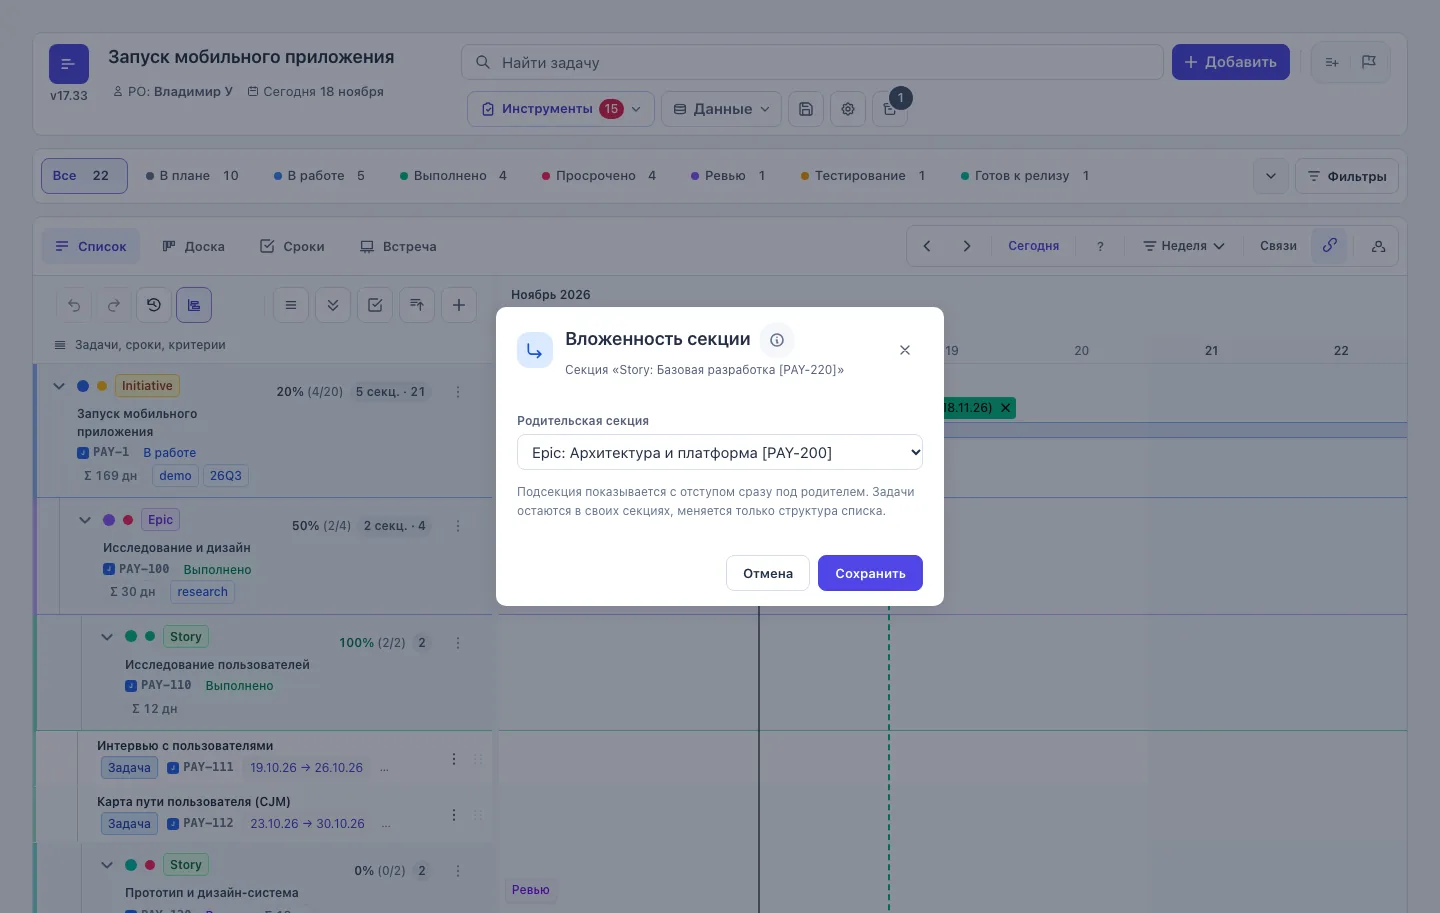 Запуск мобильного приложения
v17.33
РО: Владимир У
Сегодня 18 ноября
Найти задачу
Добавить
Инструменты 15
Данные
1
Все 22
В плане 10
В работе 5
Выполнено 4
Просрочено 4
Ревью 1
Тестирование 1
Готов к релизу 1
Фильтры
Список
Доска
Сроки
Встреча
Сегодня
?
Неделя
Связи
Ноябрь 2026
Задачи, сроки, критерии
19
20
21
22
Initiative
20% (4/20)
5 секц. · 21
Запуск мобильного
приложения
PAY-1 В работе
Σ 169 дн demo 26Q3
18.11.26)
Epic
50% (2/4)
2 секц. · 4
Исследование и дизайн
PAY-100 Выполнено
Σ 30 дн research
Story
100% (2/2) 2
Исследование пользователей
PAY-110 Выполнено
Σ 12 дн
Интервью с пользователями
Задача PAY-111 19.10.26 → 26.10.26 ...
Карта пути пользователя (CJM)
Задача PAY-112 23.10.26 → 30.10.26 ...
Story
0% (0/2) 2
Прототип и дизайн-система
Ревью
Вложенность секции
Секция «Story: Базовая разработка [PAY-220]»
Родительская секция
Epic: Архитектура и платформа [PAY-200]
Подсекция показывается с отступом сразу под родителем. Задачи
остаются в своих секциях, меняется только структура списка.
Отмена
Сохранить